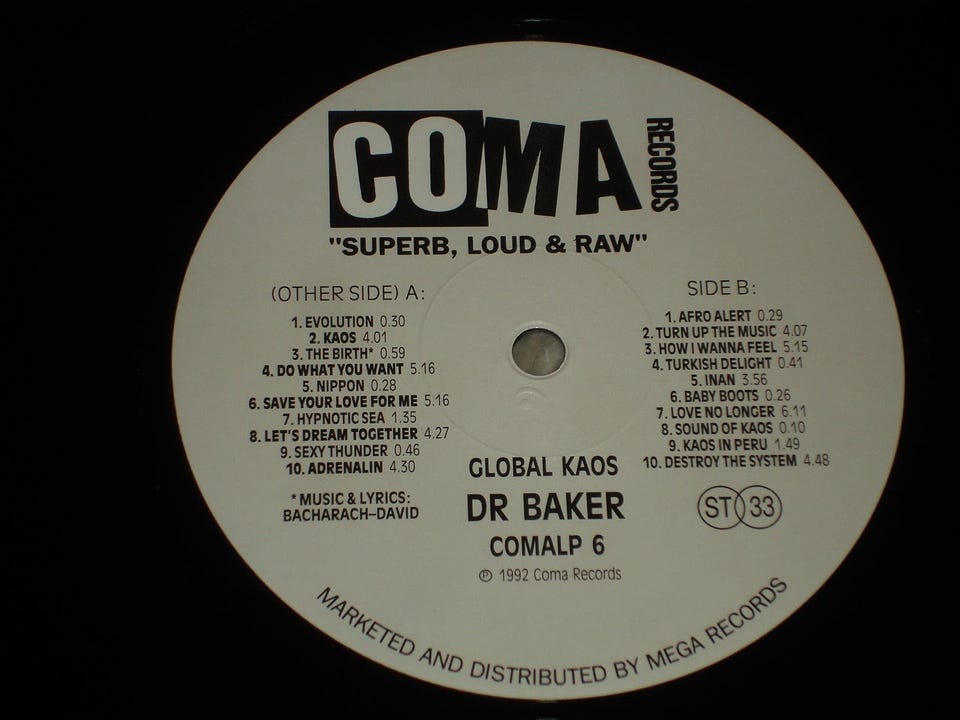 COMA RECORDS
"SUPERB, LOUD & RAW"
(OTHER SIDE) A:
1. EVOLUTION 0.30
2. KAOS 4.01
3. THE BIRTH* 0.59
4. DO WHAT YOU WANT 5.16
5. NIPPON 0.28
6. SAVE YOUR LOVE FOR ME 5.16
7. HYPNOTIC SEA 1.35
8. LET'S DREAM TOGETHER 4.27
9. SEXY THUNDER 0.46
10. ADRENALIN 4.30
* MUSIC & LYRICS:
BACHARACH–DAVID
SIDE B:
1. AFRO ALERT 0.29
2. TURN UP THE MUSIC 4.07
3. HOW I WANNA FEEL 5.15
4. TURKISH DELIGHT 0.41
5. INAN 3.56
6. BABY BOOTS 0.26
7. LOVE NO LONGER 6.11
8. SOUND OF KAOS 0.10
9. KAOS IN PERU 1.49
10. DESTROY THE SYSTEM 4.48
GLOBAL KAOS
DR BAKER
COMALP 6
℗ 1992 Coma Records
ST 33
MARKETED AND DISTRIBUTED BY MEGA RECORDS